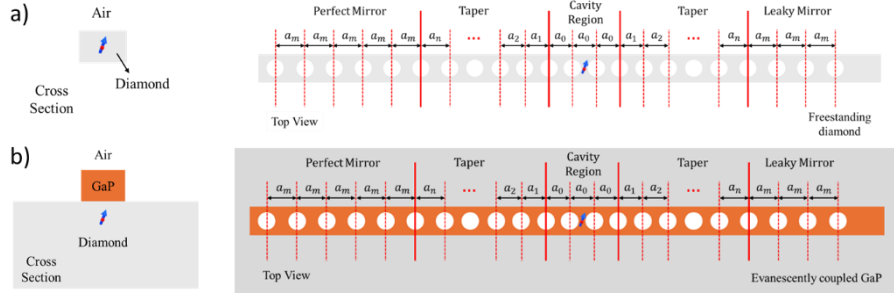 a)
Air
Diamond
Cross
Section
Perfect Mirror
Taper
Cavity
Region
Taper
Leaky Mirror
a_m a_m a_m a_m a_m a_n ... a_2 a_1 a_0 a_0 a_0 a_1 a_2 ... a_n a_m a_m a_m
Top View
Freestanding
diamond
b)
Air
GaP
Diamond
Cross
Section
Perfect Mirror
Taper
Cavity
Region
Taper
Leaky Mirror
a_m a_m a_m a_m a_m a_n ... a_2 a_1 a_0 a_0 a_0 a_1 a_2 ... a_n a_m a_m a_m
Top View
Evanescently coupled GaP